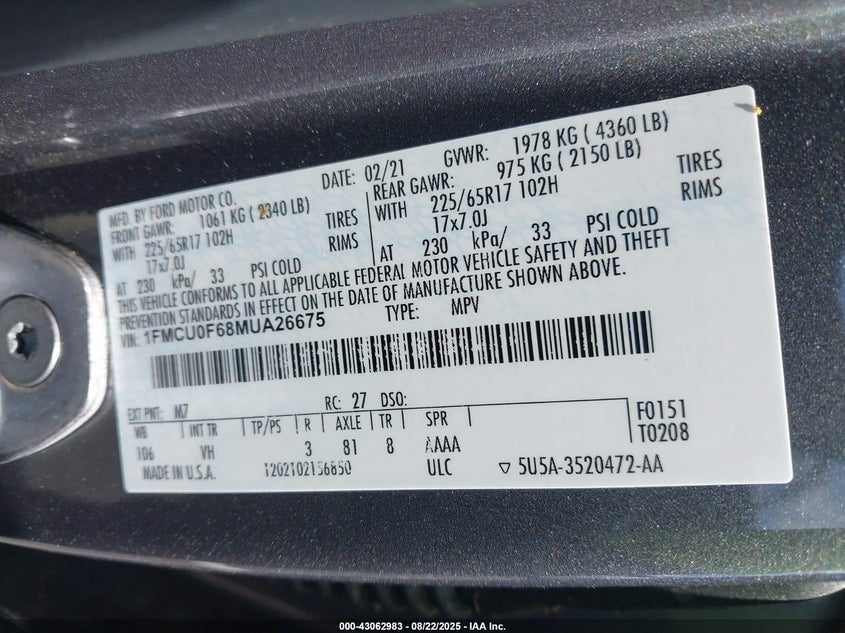 MFD. BY FORD MOTOR CO.
DATE: 02/21
GVWR: 1978 KG ( 4360 LB)
FRONT GAWR: 1061 KG ( 2340 LB)
REAR GAWR: 975 KG ( 2150 LB)
WITH 225/65R17 102H TIRES
WITH 225/65R17 102H TIRES
17x7.0J RIMS
17x7.0J RIMS
AT 230 kPa/ 33 PSI COLD
AT 230 kPa/ 33 PSI COLD
THIS VEHICLE CONFORMS TO ALL APPLICABLE FEDERAL MOTOR VEHICLE SAFETY AND THEFT
PREVENTION STANDARDS IN EFFECT ON THE DATE OF MANUFACTURE SHOWN ABOVE.
VIN: 1FMCU0F68MUA26675
TYPE: MPV
EXT PNT: M7 RC: 27 DSO:
WB INT TR TP/PS R AXLE TR SPR
106 VH 3 81 8 AAAA
F0151
T0208
MADE IN U.S.A. 1202102156850 ULC ▽ 5U5A-3520472-AA
000-43062983 - 08/22/2025 - IAA Inc.